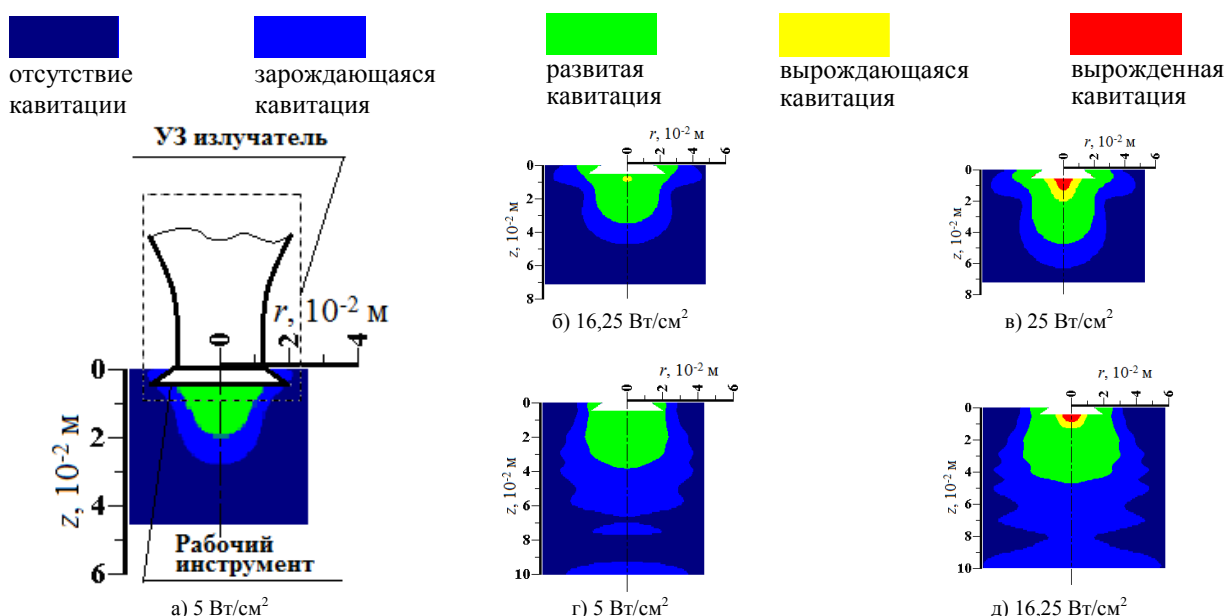 отсутствие кавитации
зарождающаяся кавитация
развитая кавитация
вырождающаяся кавитация
вырожденная кавитация
УЗ излучатель
r, 10⁻² м
0 2 4
0
2
4
6
z, 10⁻² м
Рабочий
инструмент
а) 5 Вт/см²
r, 10⁻² м
0 2 4 6
0
2
4
6
8
z, 10⁻² м
б) 16,25 Вт/см²
r, 10⁻² м
0 2 4 6
0
2
4
6
8
z, 10⁻² м
в) 25 Вт/см²
r, 10⁻² м
0 2 4 6
0
2
4
6
8
10
z, 10⁻² м
г) 5 Вт/см²
r, 10⁻² м
0 2 4 6
0
2
4
6
8
10
z, 10⁻² м
д) 16,25 Вт/см²